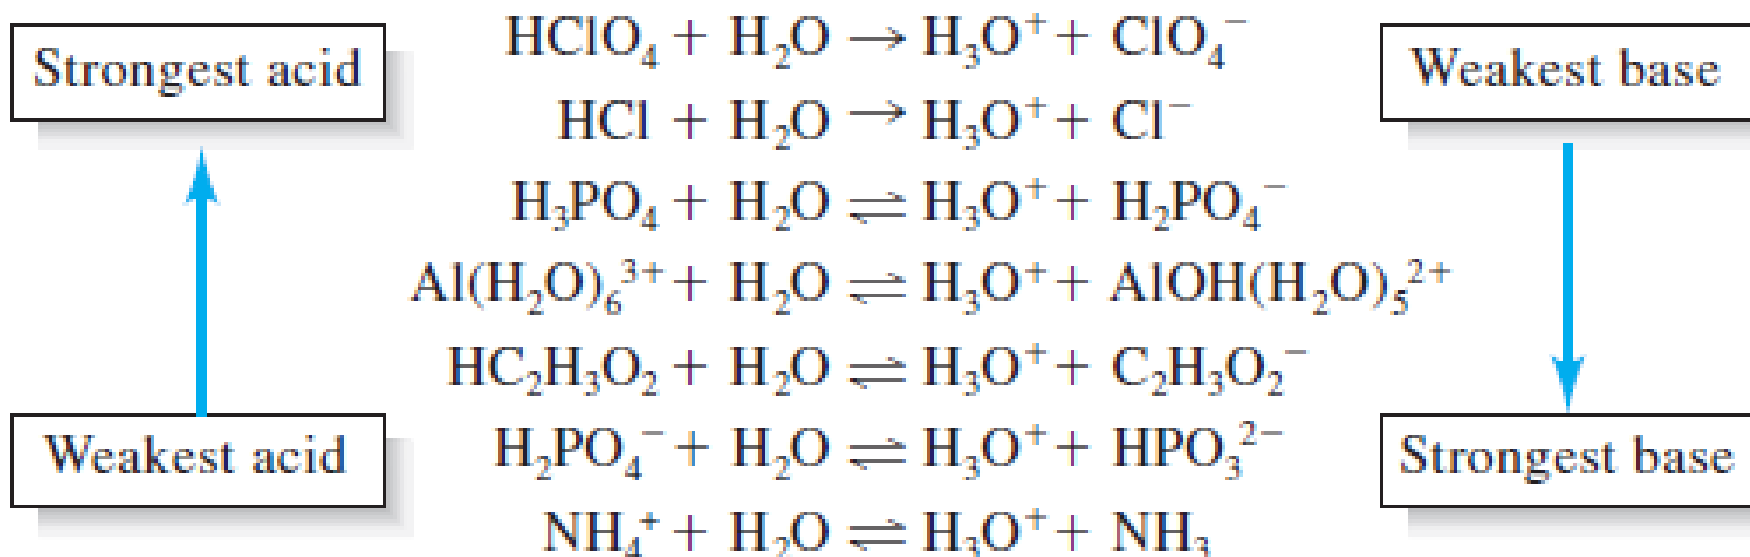 Strongest acid
Weakest acid
HClO₄ + H₂O → H₃O⁺ + ClO₄⁻
HCl + H₂O → H₃O⁺ + Cl⁻
H₃PO₄ + H₂O ⇌ H₃O⁺ + H₂PO₄⁻
Al(H₂O)₆³⁺ + H₂O ⇌ H₃O⁺ + AlOH(H₂O)₅²⁺
HC₂H₃O₂ + H₂O ⇌ H₃O⁺ + C₂H₃O₂⁻
H₂PO₄⁻ + H₂O ⇌ H₃O⁺ + HPO₃²⁻
NH₄⁺ + H₂O ⇌ H₃O⁺ + NH₃
Weakest base
Strongest base